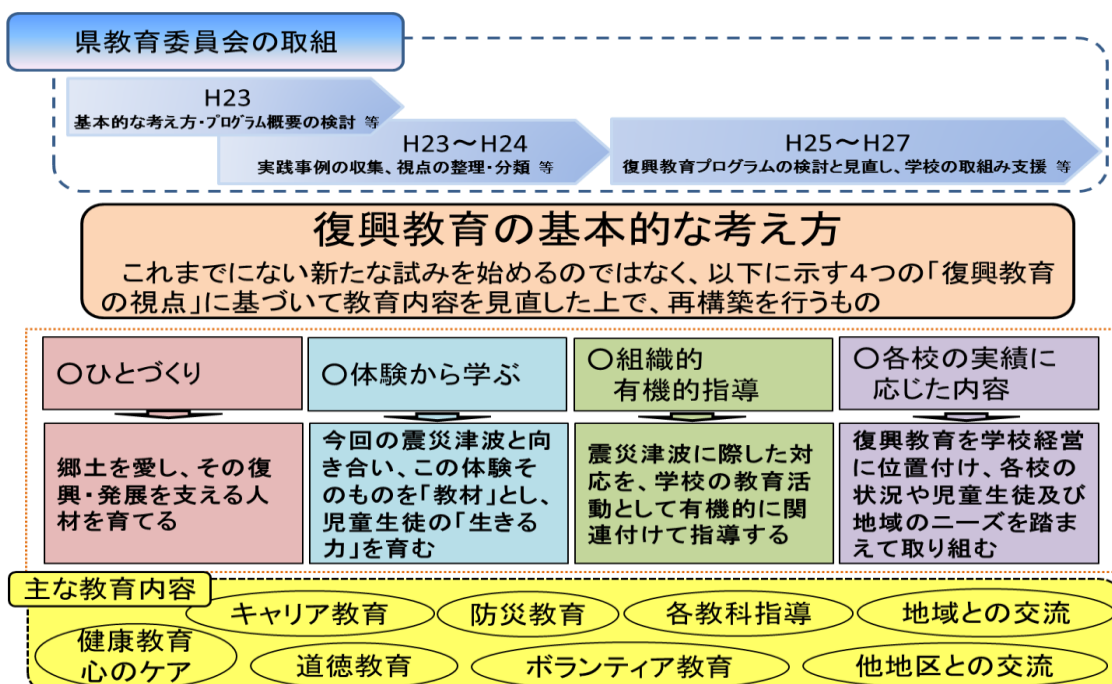 県教育委員会の取組
H23
基本的な考え方・プログラム概要の検討 等
H23～H24
実践事例の収集、視点の整理・分類 等
H25～H27
復興教育プログラムの検討と見直し、学校の取組み支援 等
復興教育の基本的な考え方
これまでにない新たな試みを始めるのではなく、以下に示す4つの「復興教育
の視点」に基づいて教育内容を見直した上で、再構築を行うもの
〇ひとづくり
郷土を愛し、その復
興・発展を支える人
材を育てる
〇体験から学ぶ
今回の震災津波と向
き合い、この体験そ
のものを「教材」とし、
児童生徒の「生きる
力」を育む
〇組織的
有機的指導
震災津波に際した対
応を、学校の教育活
動として有機的に関
連付けて指導する
〇各校の実績に
応じた内容
復興教育を学校経営
に位置付け、各校の
状況や児童生徒及び
地域のニーズを踏ま
えて取り組む
主な教育内容
キャリア教育
防災教育
各教科指導
地域との交流
健康教育
心のケア
道徳教育
ボランティア教育
他地区との交流